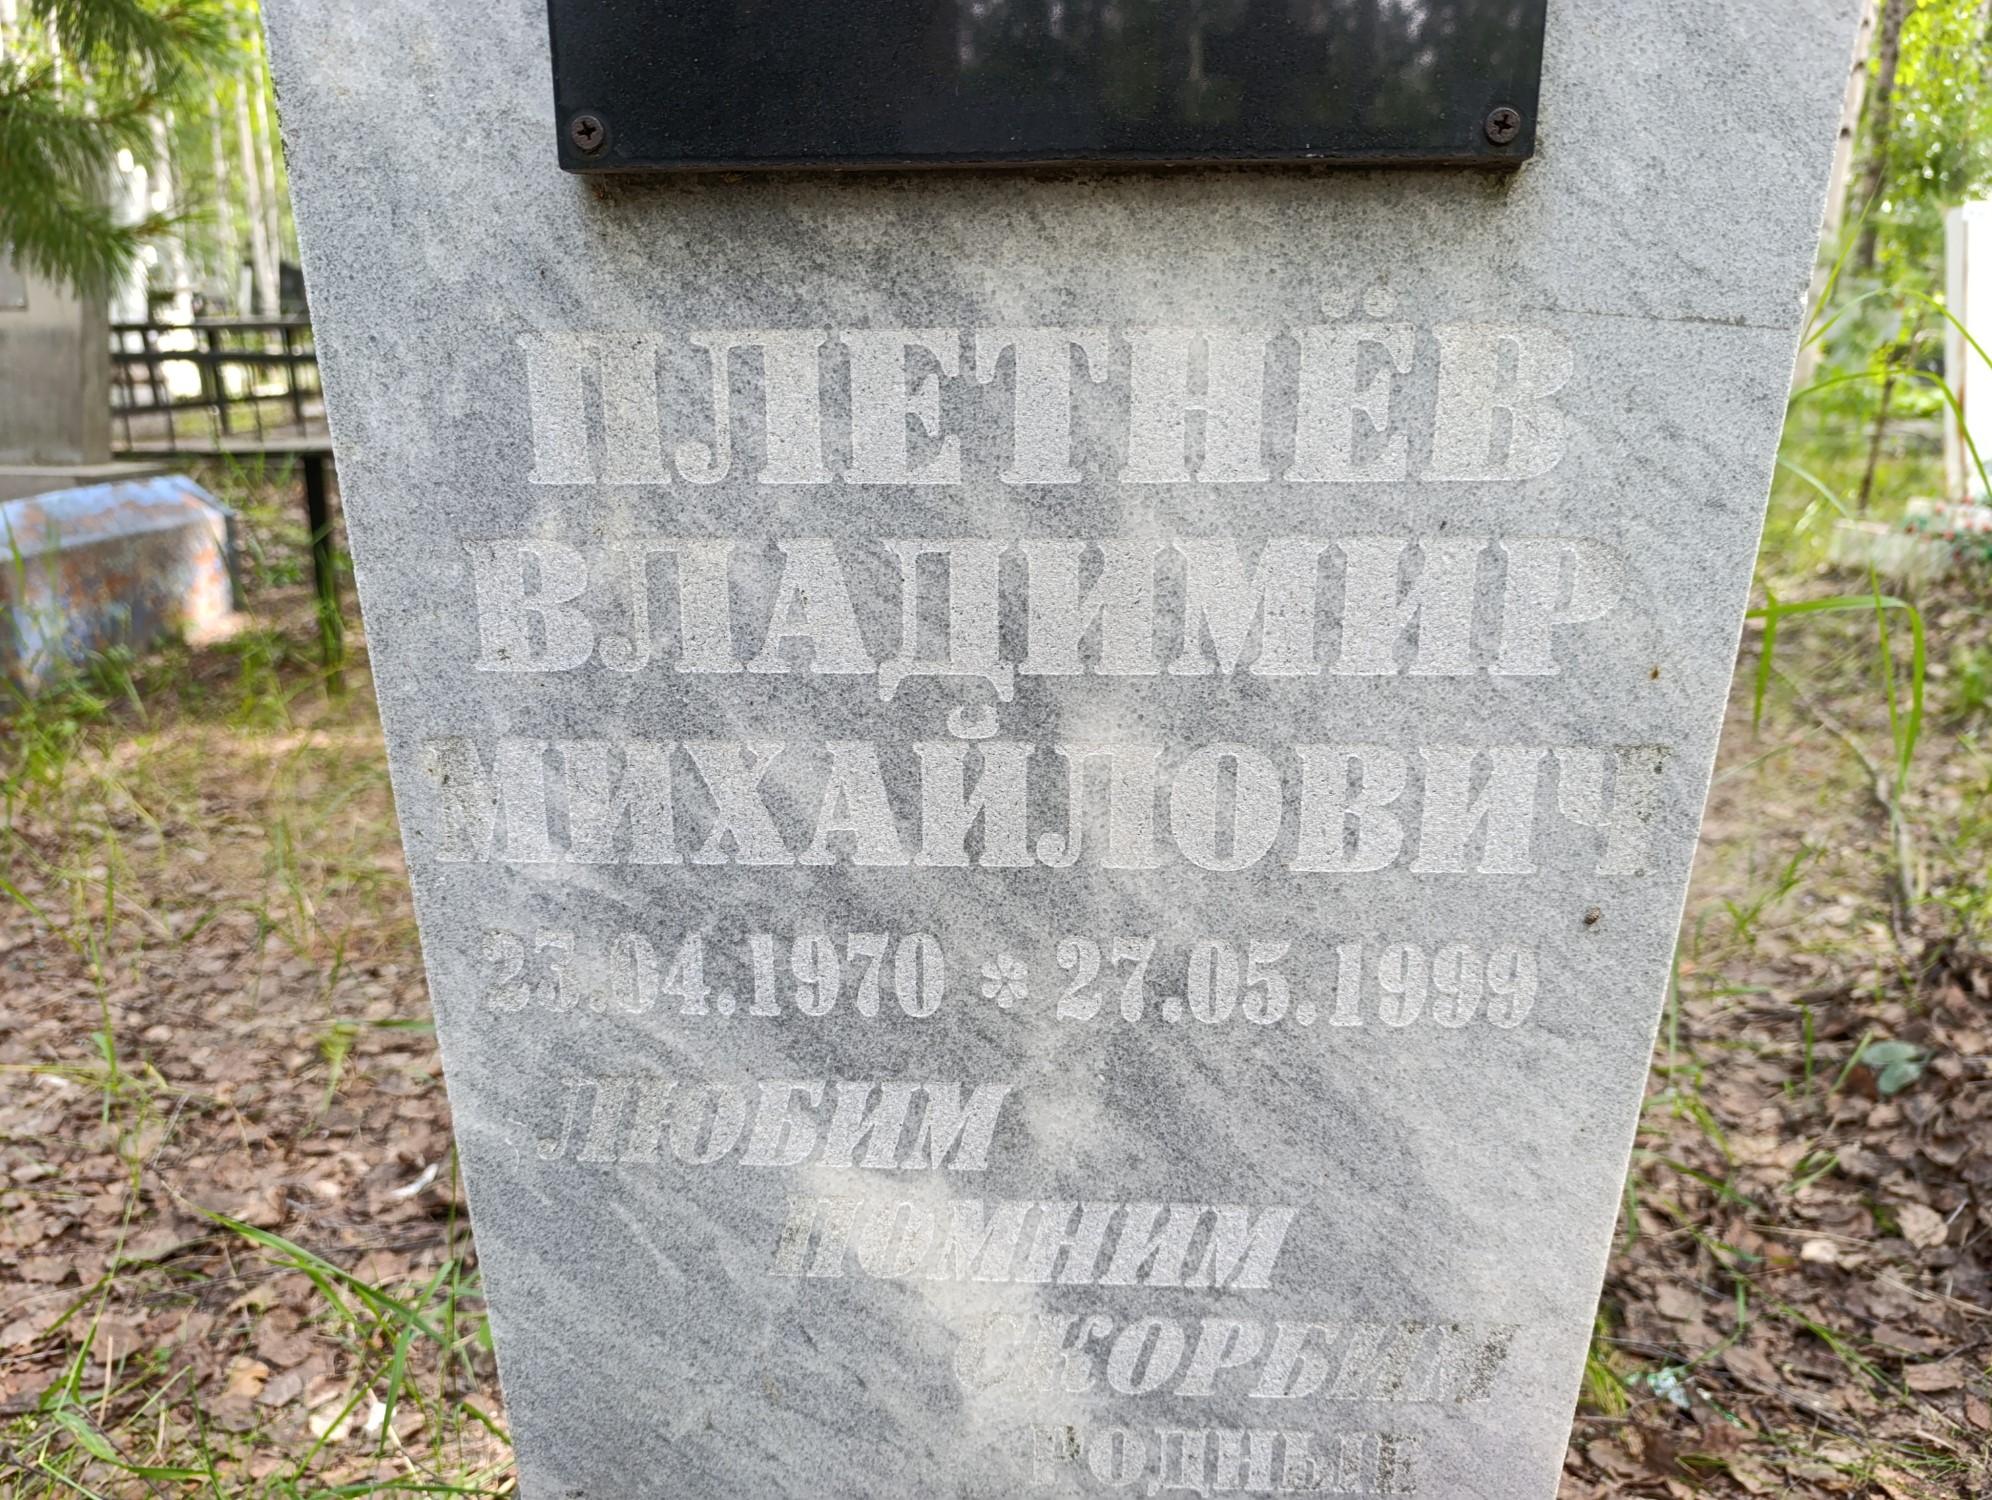 ПЛЕТНЁВ
ВЛАДИМИР
МИХАЙЛОВИЧ
23.04.1970 * 27.05.1999
ЛЮБИМ
ПОМНИМ
СКОРБИМ
РОДНЫЕ